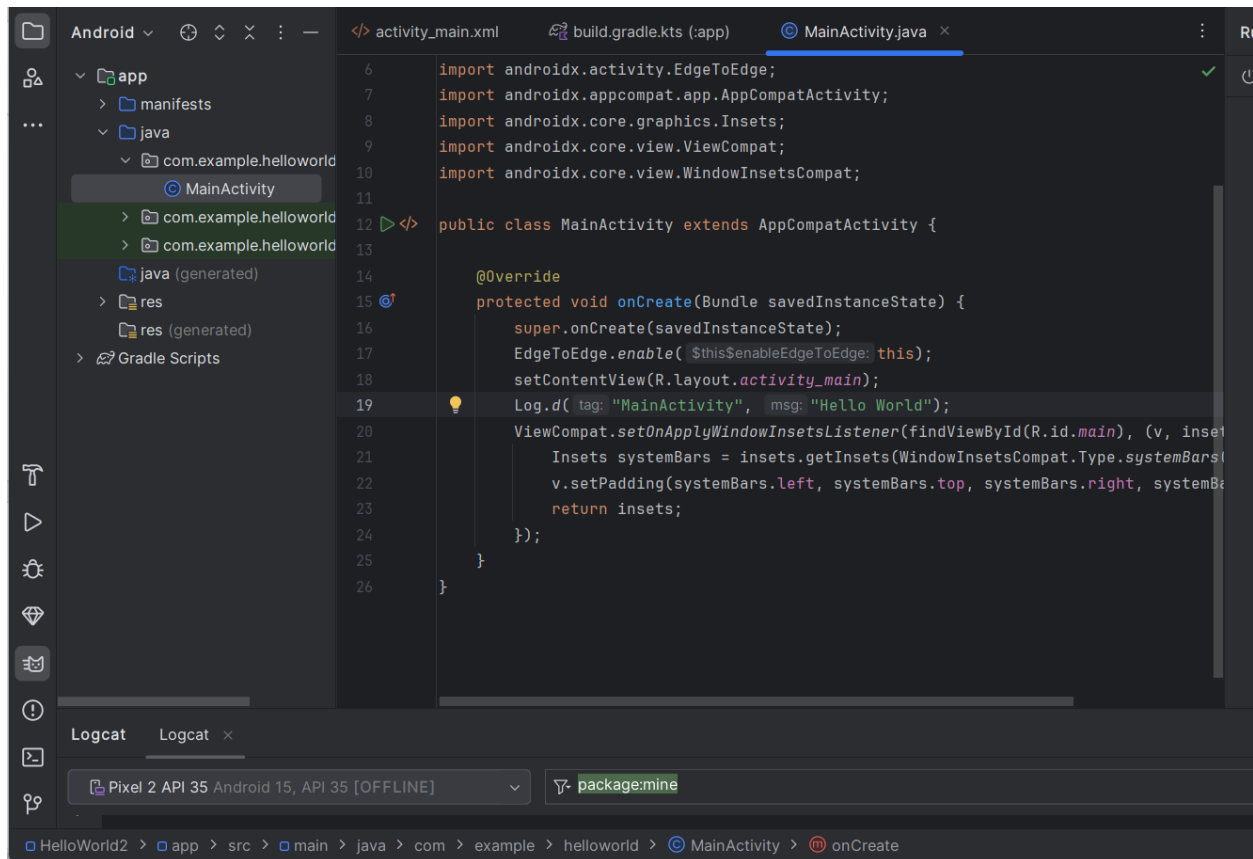 Android
activity_main.xml
build.gradle.kts (:app)
MainActivity.java
app
manifests
java
com.example.helloworld
MainActivity
com.example.helloworld
com.example.helloworld
java (generated)
res
res (generated)
Gradle Scripts
6 import androidx.activity.EdgeToEdge;
7 import androidx.appcompat.app.AppCompatActivity;
8 import androidx.core.graphics.Insets;
9 import androidx.core.view.ViewCompat;
10 import androidx.core.view.WindowInsetsCompat;
11
12 public class MainActivity extends AppCompatActivity {
13
14 @Override
15 protected void onCreate(Bundle savedInstanceState) {
16 super.onCreate(savedInstanceState);
17 EdgeToEdge.enable( $this$enableEdgeToEdge: this);
18 setContentView(R.layout.activity_main);
19 Log.d( tag: "MainActivity", msg: "Hello World");
20 ViewCompat.setOnApplyWindowInsetsListener(findViewById(R.id.main), (v, inset
21 Insets systemBars = insets.getInsets(WindowInsetsCompat.Type.systemBars(
22 v.setPadding(systemBars.left, systemBars.top, systemBars.right, systemBa
23 return insets;
24 });
25 }
26 }
Logcat
Logcat
Pixel 2 API 35 Android 15, API 35 [OFFLINE]
package:mine
HelloWorld2 > app > src > main > java > com > example > helloworld > MainActivity > onCreate